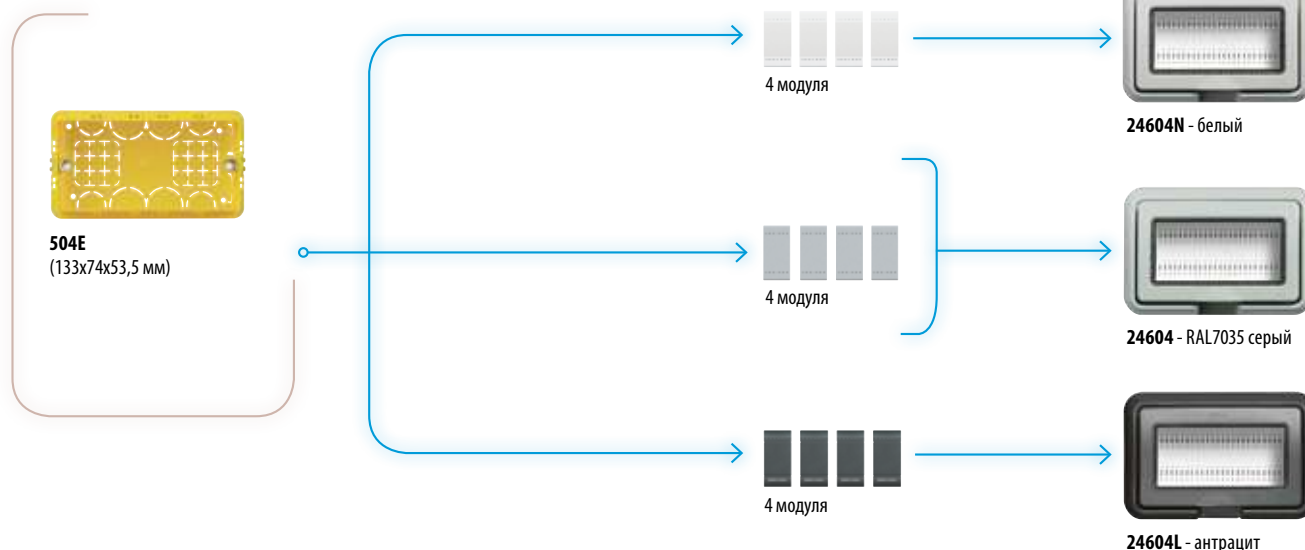 4 модуля
24604N - белый
504E
(133x74x53,5 мм)
4 модуля
24604 - RAL7035 серый
4 модуля
24604L - антрацит